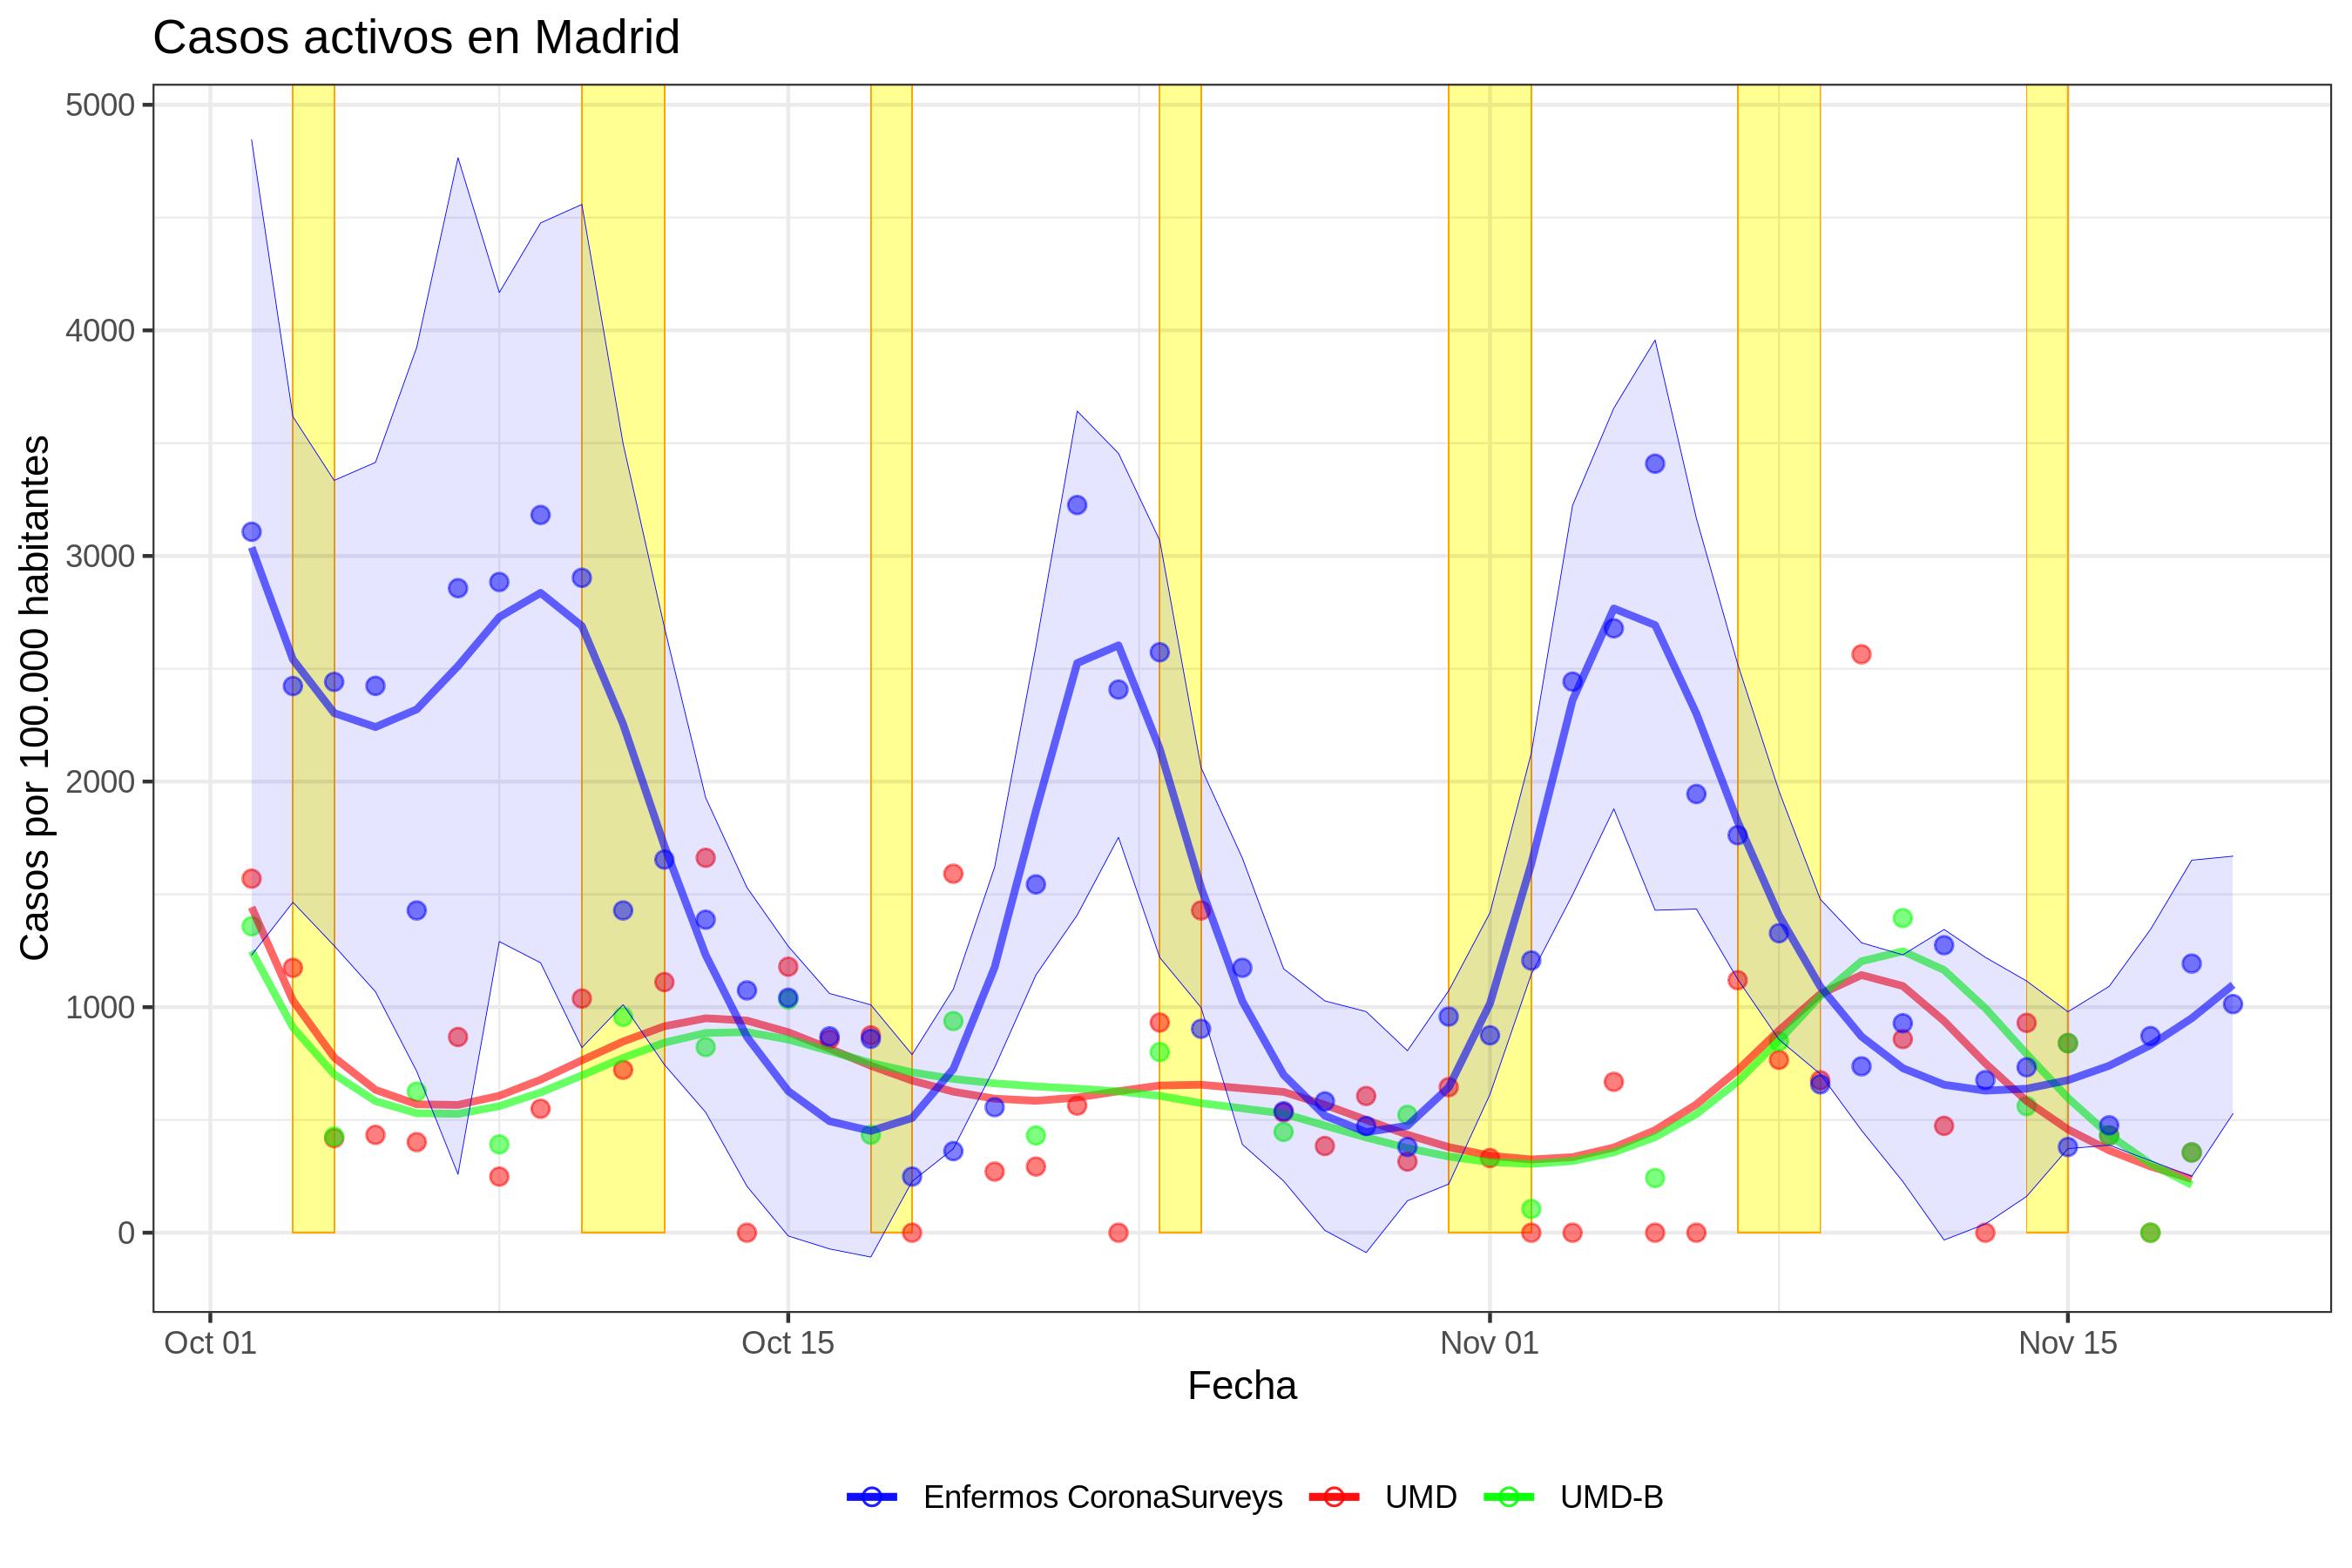 Casos activos en Madrid
Casos por 100.000 habitantes
5000
4000
3000
2000
1000
0
Oct 01
Oct 15
Nov 01
Nov 15
Fecha
Enfermos CoronaSurveys
UMD
UMD-B